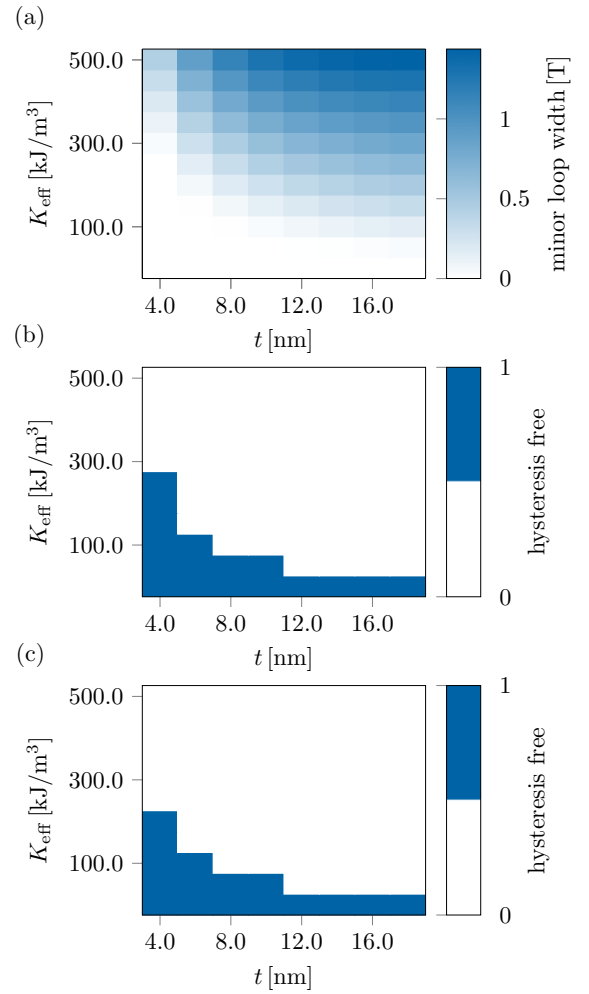 (a)
500.0
300.0
100.0
K_eff [kJ/m³]
4.0 8.0 12.0 16.0
t [nm]
1
0.5
0
minor loop width [T]
(b)
500.0
300.0
100.0
K_eff [kJ/m³]
4.0 8.0 12.0 16.0
t [nm]
1
0
hysteresis free
(c)
500.0
300.0
100.0
K_eff [kJ/m³]
4.0 8.0 12.0 16.0
t [nm]
1
0
hysteresis free